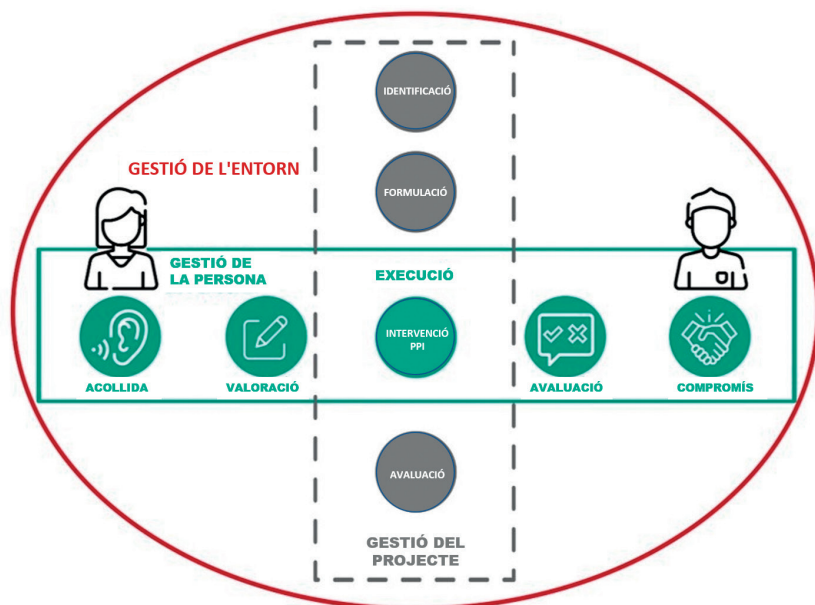 IDENTIFICACIÓ
GESTIÓ DE L'ENTORN
FORMULACIÓ
GESTIÓ DE
LA PERSONA
EXECUCIÓ
INTERVENCIÓ
PPI
ACOLLIDA
VALORACIÓ
AVALUACIÓ
COMPROMÍS
AVALUACIÓ
GESTIÓ DEL
PROJECTE